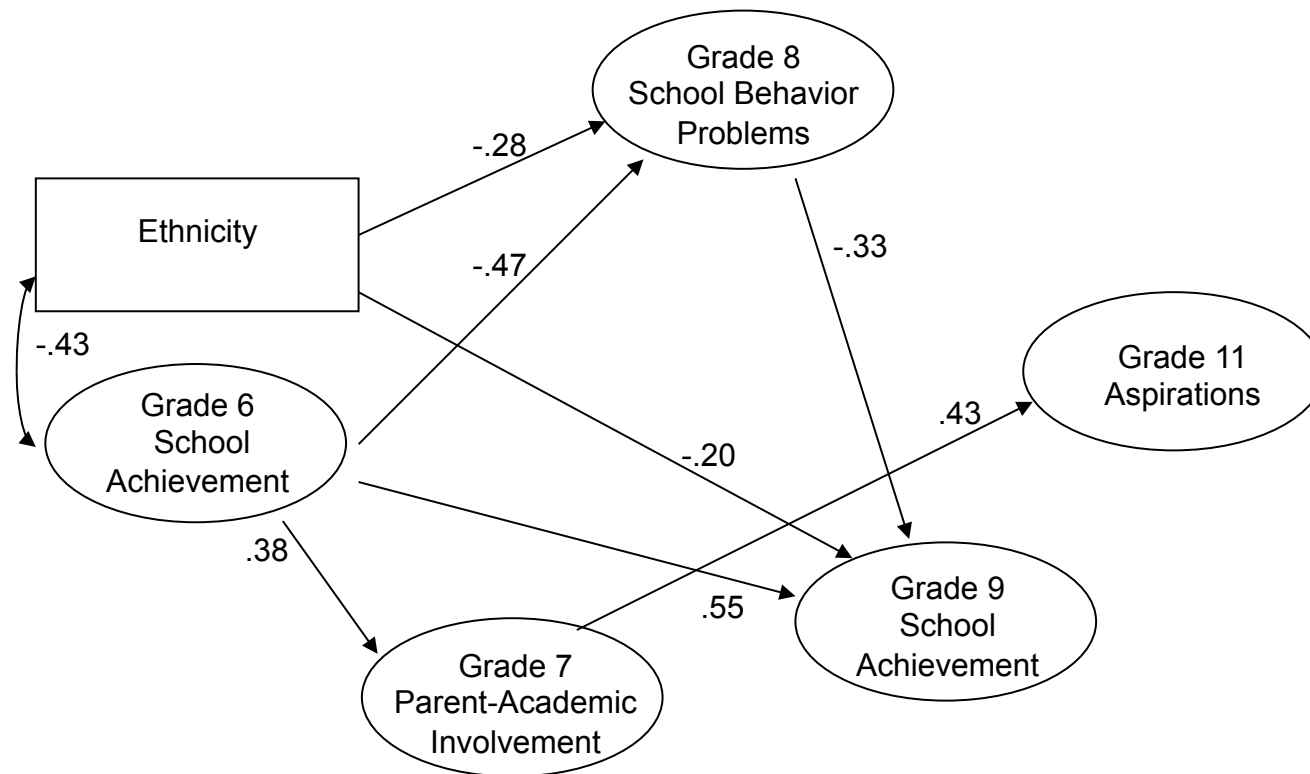 Grade 8
School Behavior
Problems
-.28
Ethnicity
-.47
-.33
-.43
Grade 11
Aspirations
Grade 6
School
Achievement
.43
-.20
.38
.55
Grade 9
School
Achievement
Grade 7
Parent-Academic
Involvement